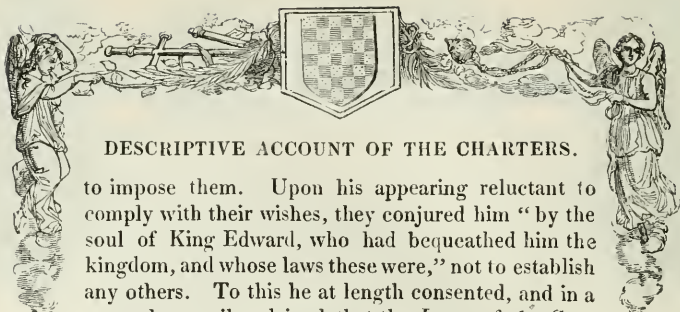 DESCRIPTIVE ACCOUNT OF THE CHARTERS.
to impose them. Upon his appearing reluctant to
comply with their wishes, they conjured him “ by the
soul of King Edward, who had bequeathed him the
kingdom, and whose laws these were,” not to establish
any others. To this he at length consented, and in a